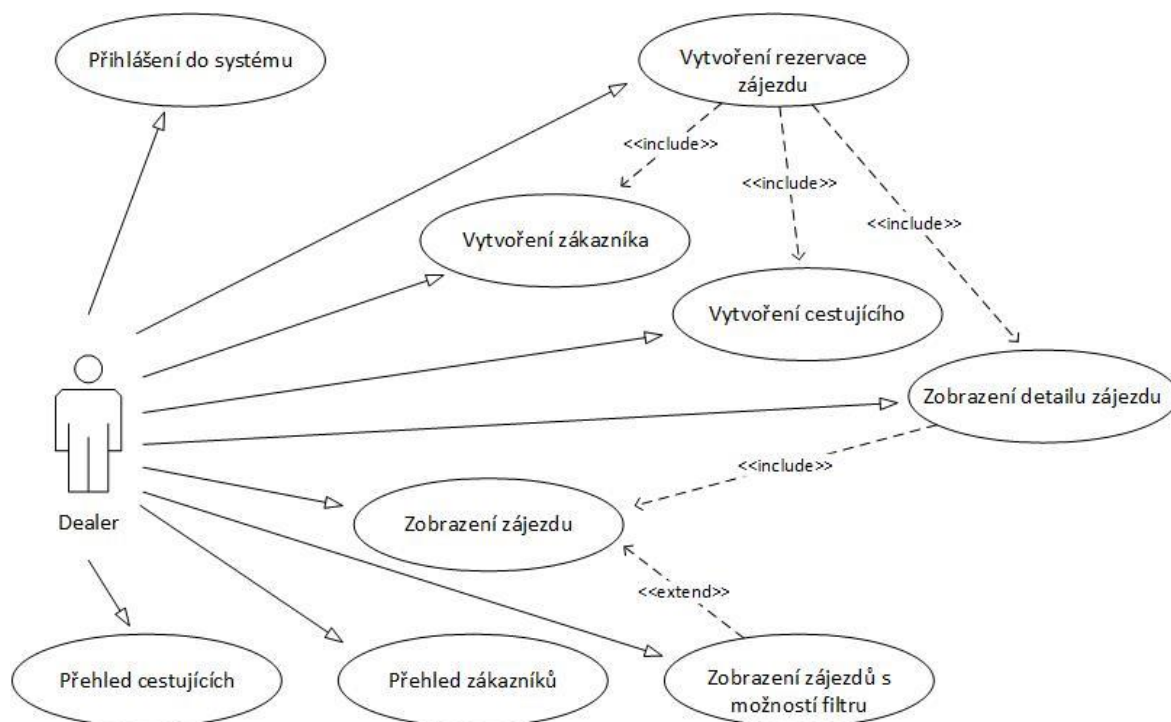 Přihlášení do systému
Vytvoření rezervace
zájezdu
<<include>>
<<include>>
<<include>>
Vytvoření zákazníka
Vytvoření cestujícího
Zobrazení detailu zájezdu
<<include>>
Dealer
Zobrazení zájezdu
<<extend>>
Přehled cestujících
Přehled zákazníků
Zobrazení zájezdů s
možností filtru